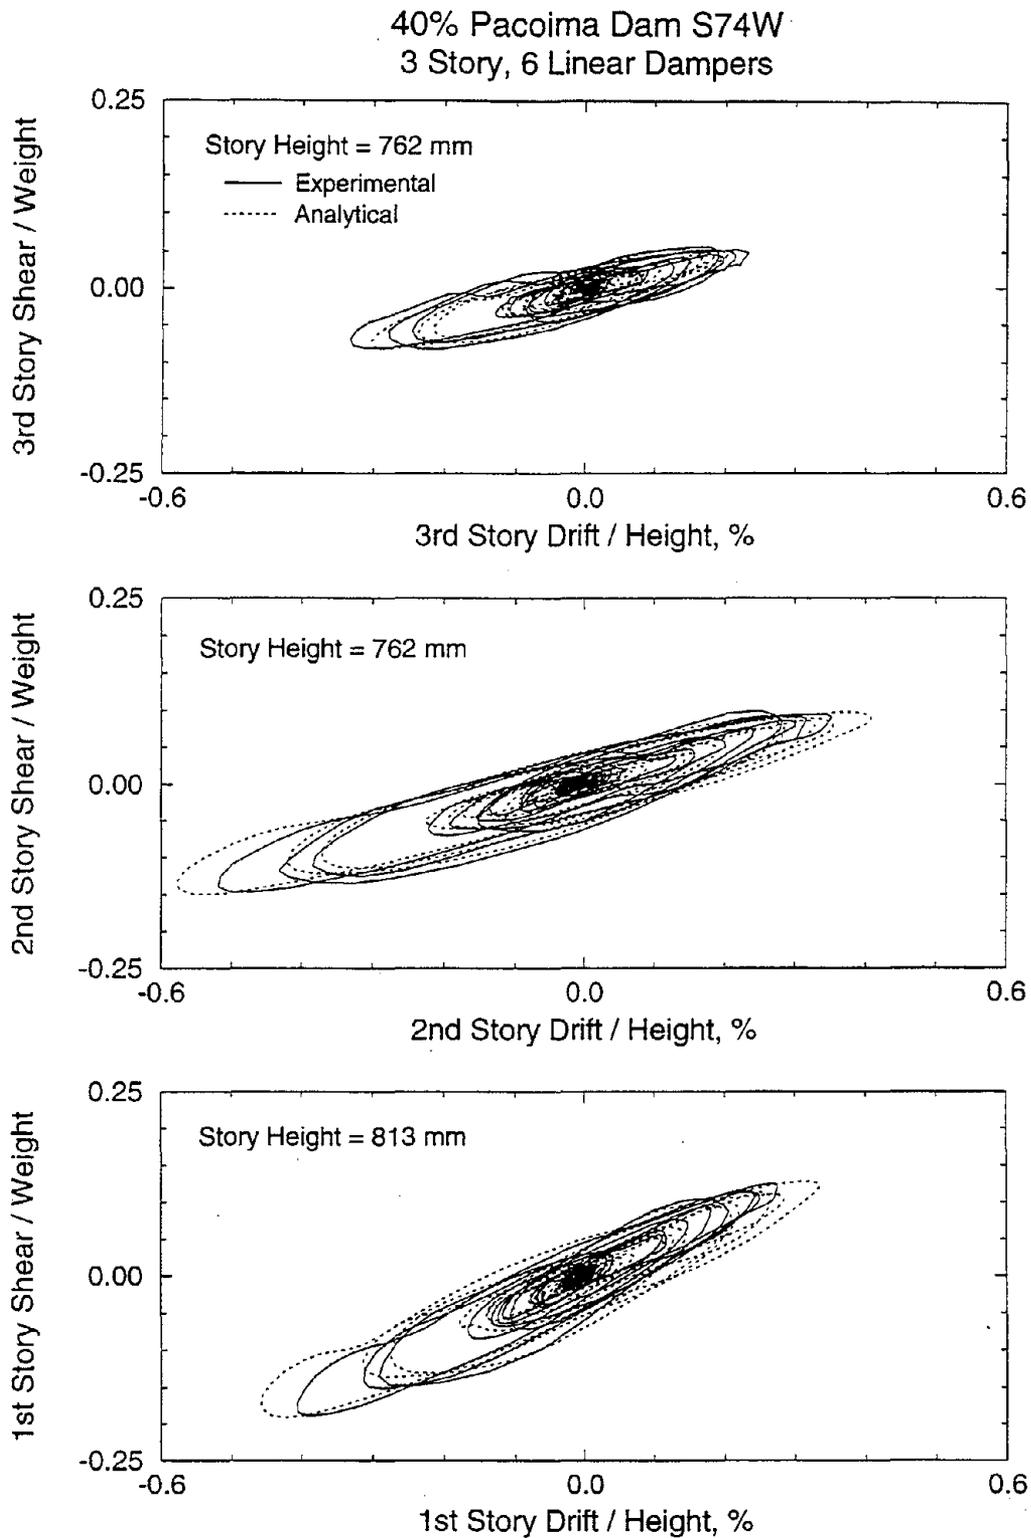 40% Pacoima Dam S74W
3 Story, 6 Linear Dampers
3rd Story Shear / Weight
0.25
0.00
-0.25
Story Height = 762 mm
Experimental
Analytical
-0.6
0.0
0.6
3rd Story Drift / Height, %
2nd Story Shear / Weight
0.25
0.00
-0.25
Story Height = 762 mm
-0.6
0.0
0.6
2nd Story Drift / Height, %
1st Story Shear / Weight
0.25
0.00
-0.25
Story Height = 813 mm
-0.6
0.0
0.6
1st Story Drift / Height, %